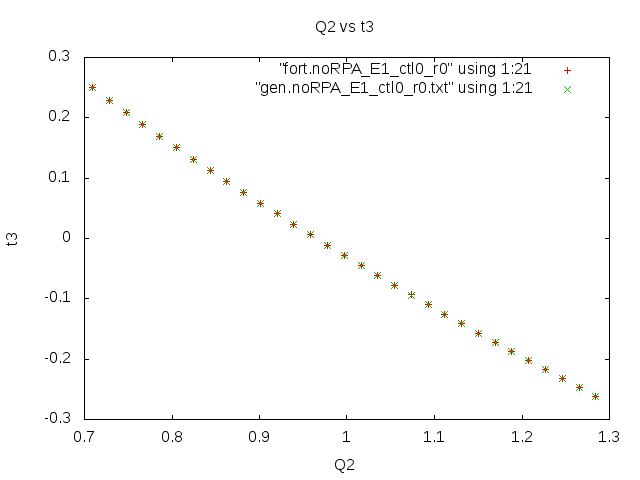 Q2 vs t3
"fort.noRPA_E1_ctl0_r0" using 1:21
"gen.noRPA_E1_ctl0_r0.txt" using 1:21
0.3
0.2
0.1
0
-0.1
-0.2
-0.3
t3
0.7 0.8 0.9 1 1.1 1.2 1.3
Q2